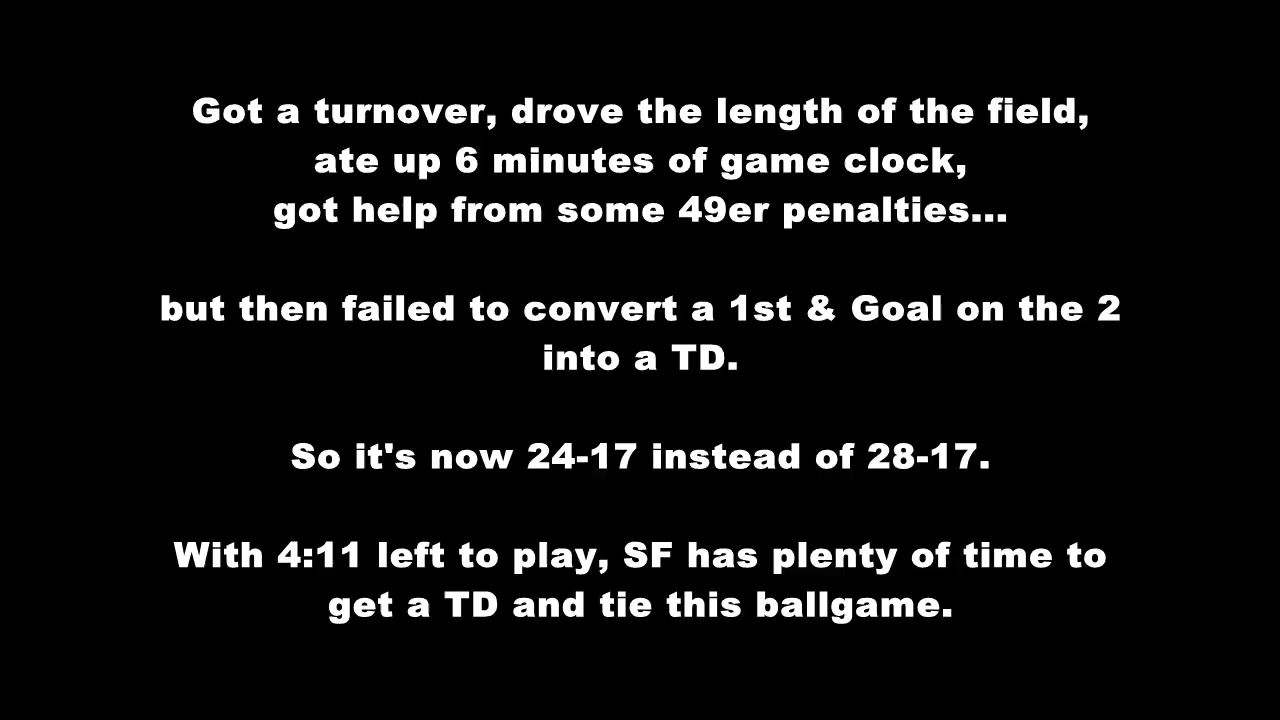 Got a turnover, drove the length of the field,
ate up 6 minutes of game clock,
got help from some 49er penalties...
but then failed to convert a 1st & Goal on the 2
into a TD.
So it's now 24-17 instead of 28-17.
With 4:11 left to play, SF has plenty of time to
get a TD and tie this ballgame.